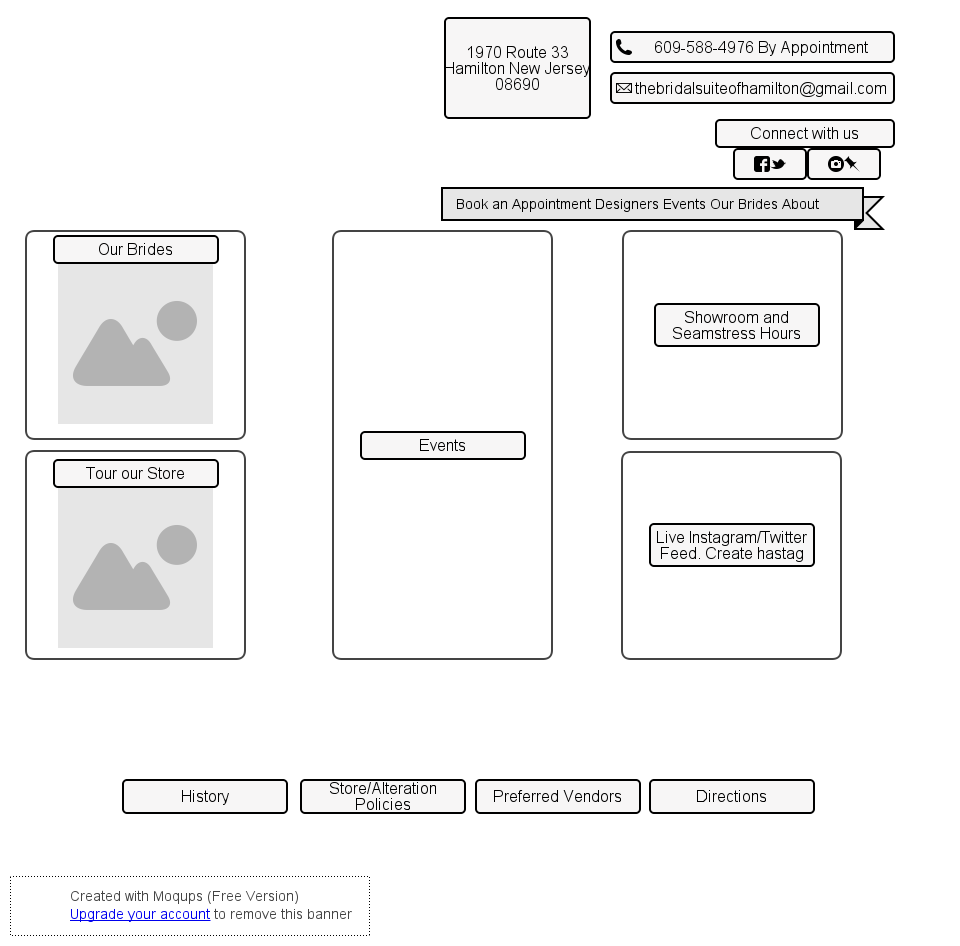 1970 Route 33
Hamilton New Jersey
08690
609-588-4976 By Appointment
thebridalsuiteofhamilton@gmail.com
Connect with us
Book an Appointment Designers Events Our Brides About
Our Brides
Events
Showroom and
Seamstress Hours
Tour our Store
Live Instagram/Twitter
Feed. Create hastag
History
Store/Alteration
Policies
Preferred Vendors
Directions
Created with Moqups (Free Version)
Upgrade your account to remove this banner